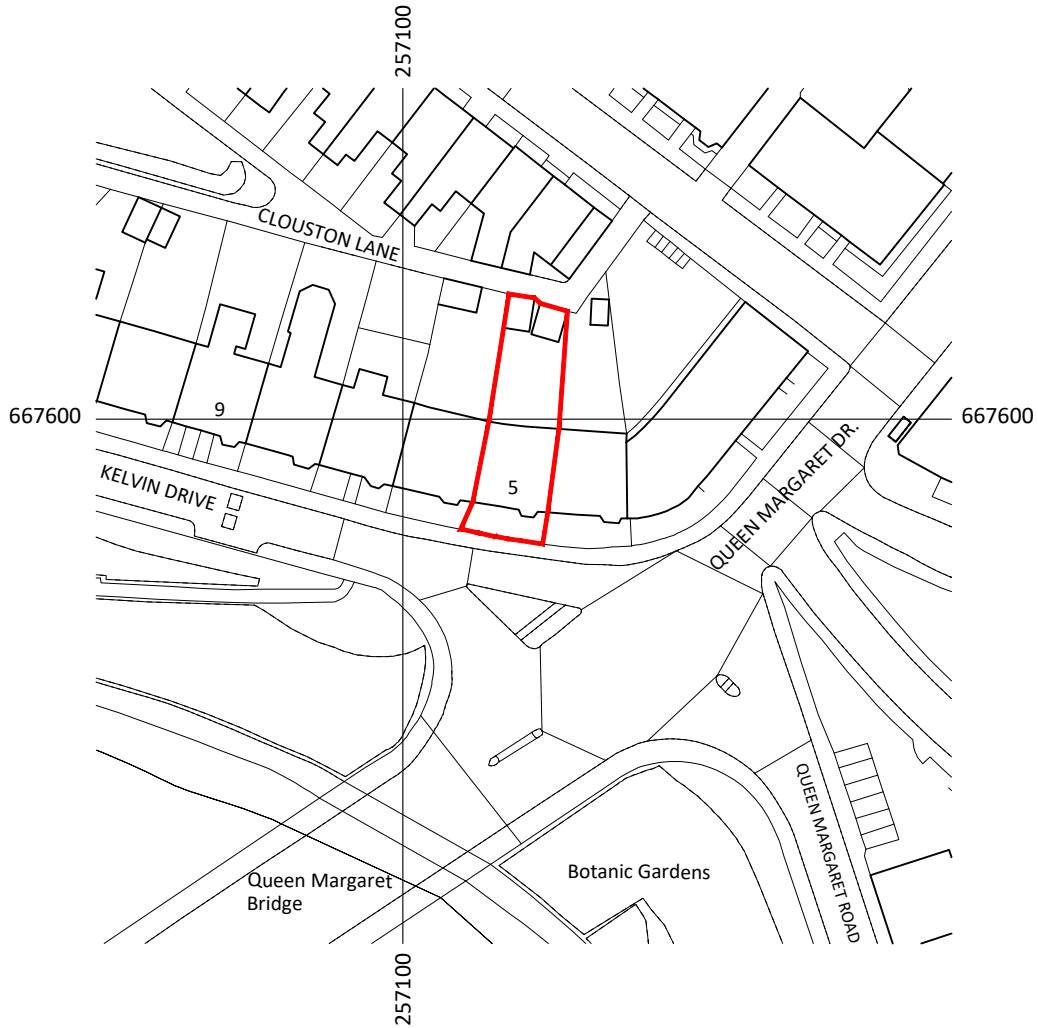 257100
CLOUSTON LANE
9
667600
667600
QUEEN MARGARET DR.
KELVIN DRIVE
5
QUEEN MARGARET ROAD
Botanic Gardens
Queen Margaret
Bridge
257100